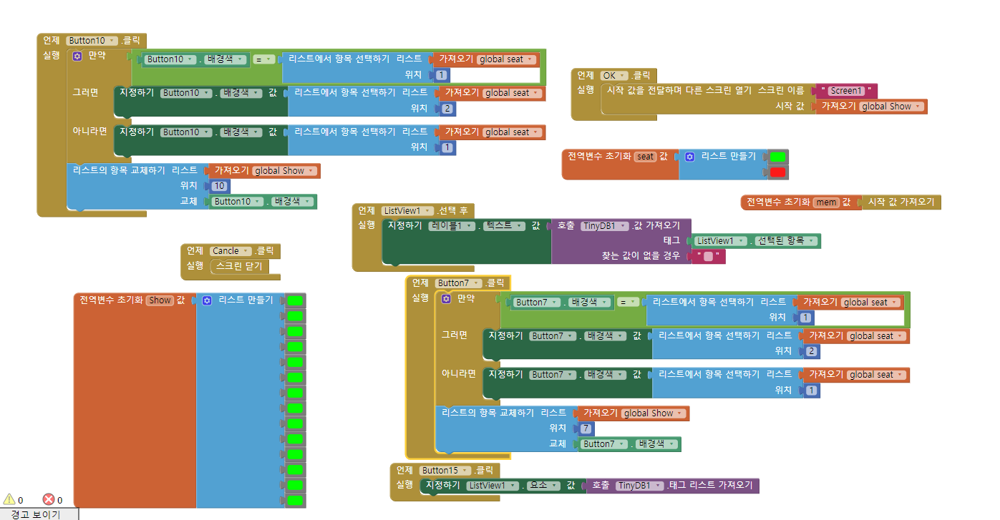 언제 Button10 .클릭
실행 만약 Button10 . 배경색 = 리스트에서 항목 선택하기 리스트 가져오기 global seat
위치 1
그러면 지정하기 Button10 . 배경색 값 리스트에서 항목 선택하기 리스트 가져오기 global seat
위치 2
아니라면 지정하기 Button10 . 배경색 값 리스트에서 항목 선택하기 리스트 가져오기 global seat
위치 1
리스트의 항목 교체하기 리스트 가져오기 global Show
위치 10
교체 Button10 . 배경색
언제 OK .클릭
실행 시작 값을 전달하며 다른 스크린 열기 스크린 이름 " Screen1 "
시작 값 가져오기 global Show
전역변수 초기화 seat 값 리스트 만들기
전역변수 초기화 mem 값 시작 값 가져오기
언제 ListView1 .선택 후
실행 지정하기 레이블1 . 텍스트 값 호출 TinyDB1 .값 가져오기
태그 ListView1 . 선택된 항목
찾는 값이 없을 경우 " "
언제 Cancle .클릭
실행 스크린 닫기
전역변수 초기화 Show 값 리스트 만들기
언제 Button7 .클릭
실행 만약 Button7 . 배경색 = 리스트에서 항목 선택하기 리스트 가져오기 global seat
위치 1
그러면 지정하기 Button7 . 배경색 값 리스트에서 항목 선택하기 리스트 가져오기 global seat
위치 2
아니라면 지정하기 Button7 . 배경색 값 리스트에서 항목 선택하기 리스트 가져오기 global seat
위치 1
리스트의 항목 교체하기 리스트 가져오기 global Show
위치 7
교체 Button7 . 배경색
언제 Button15 .클릭
실행 지정하기 ListView1 . 요소 값 호출 TinyDB1 .태그 리스트 가져오기
0 0
경고 보이기